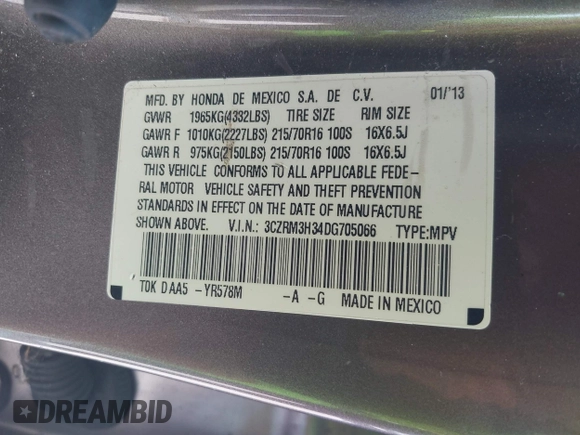 MFD. BY HONDA DE MEXICO S.A. DE C.V. 01/'13
GVWR 1965KG(4332LBS) TIRE SIZE RIM SIZE
GAWR F 1010KG(2227LBS) 215/70R16 100S 16X6.5J
GAWR R 975KG(2150LBS) 215/70R16 100S 16X6.5J
THIS VEHICLE CONFORMS TO ALL APPLICABLE FEDE-
RAL MOTOR VEHICLE SAFETY AND THEFT PREVENTION
STANDARDS IN EFFECT ON THE DATE OF MANUFACTURE
SHOWN ABOVE. V.I.N.: 3CZRM3H34DG705066 TYPE:MPV
T0K D AA5 -YR578M -A -G MADE IN MEXICO
DREAMBID